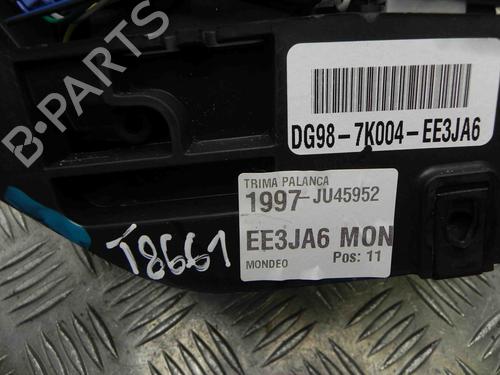 B-PARTS
DG98-7K004-EE3JA6
TRIMA PALANCA
1997-JU45952
EE3JA6 MON
MONDEO Pos: 11
T8661